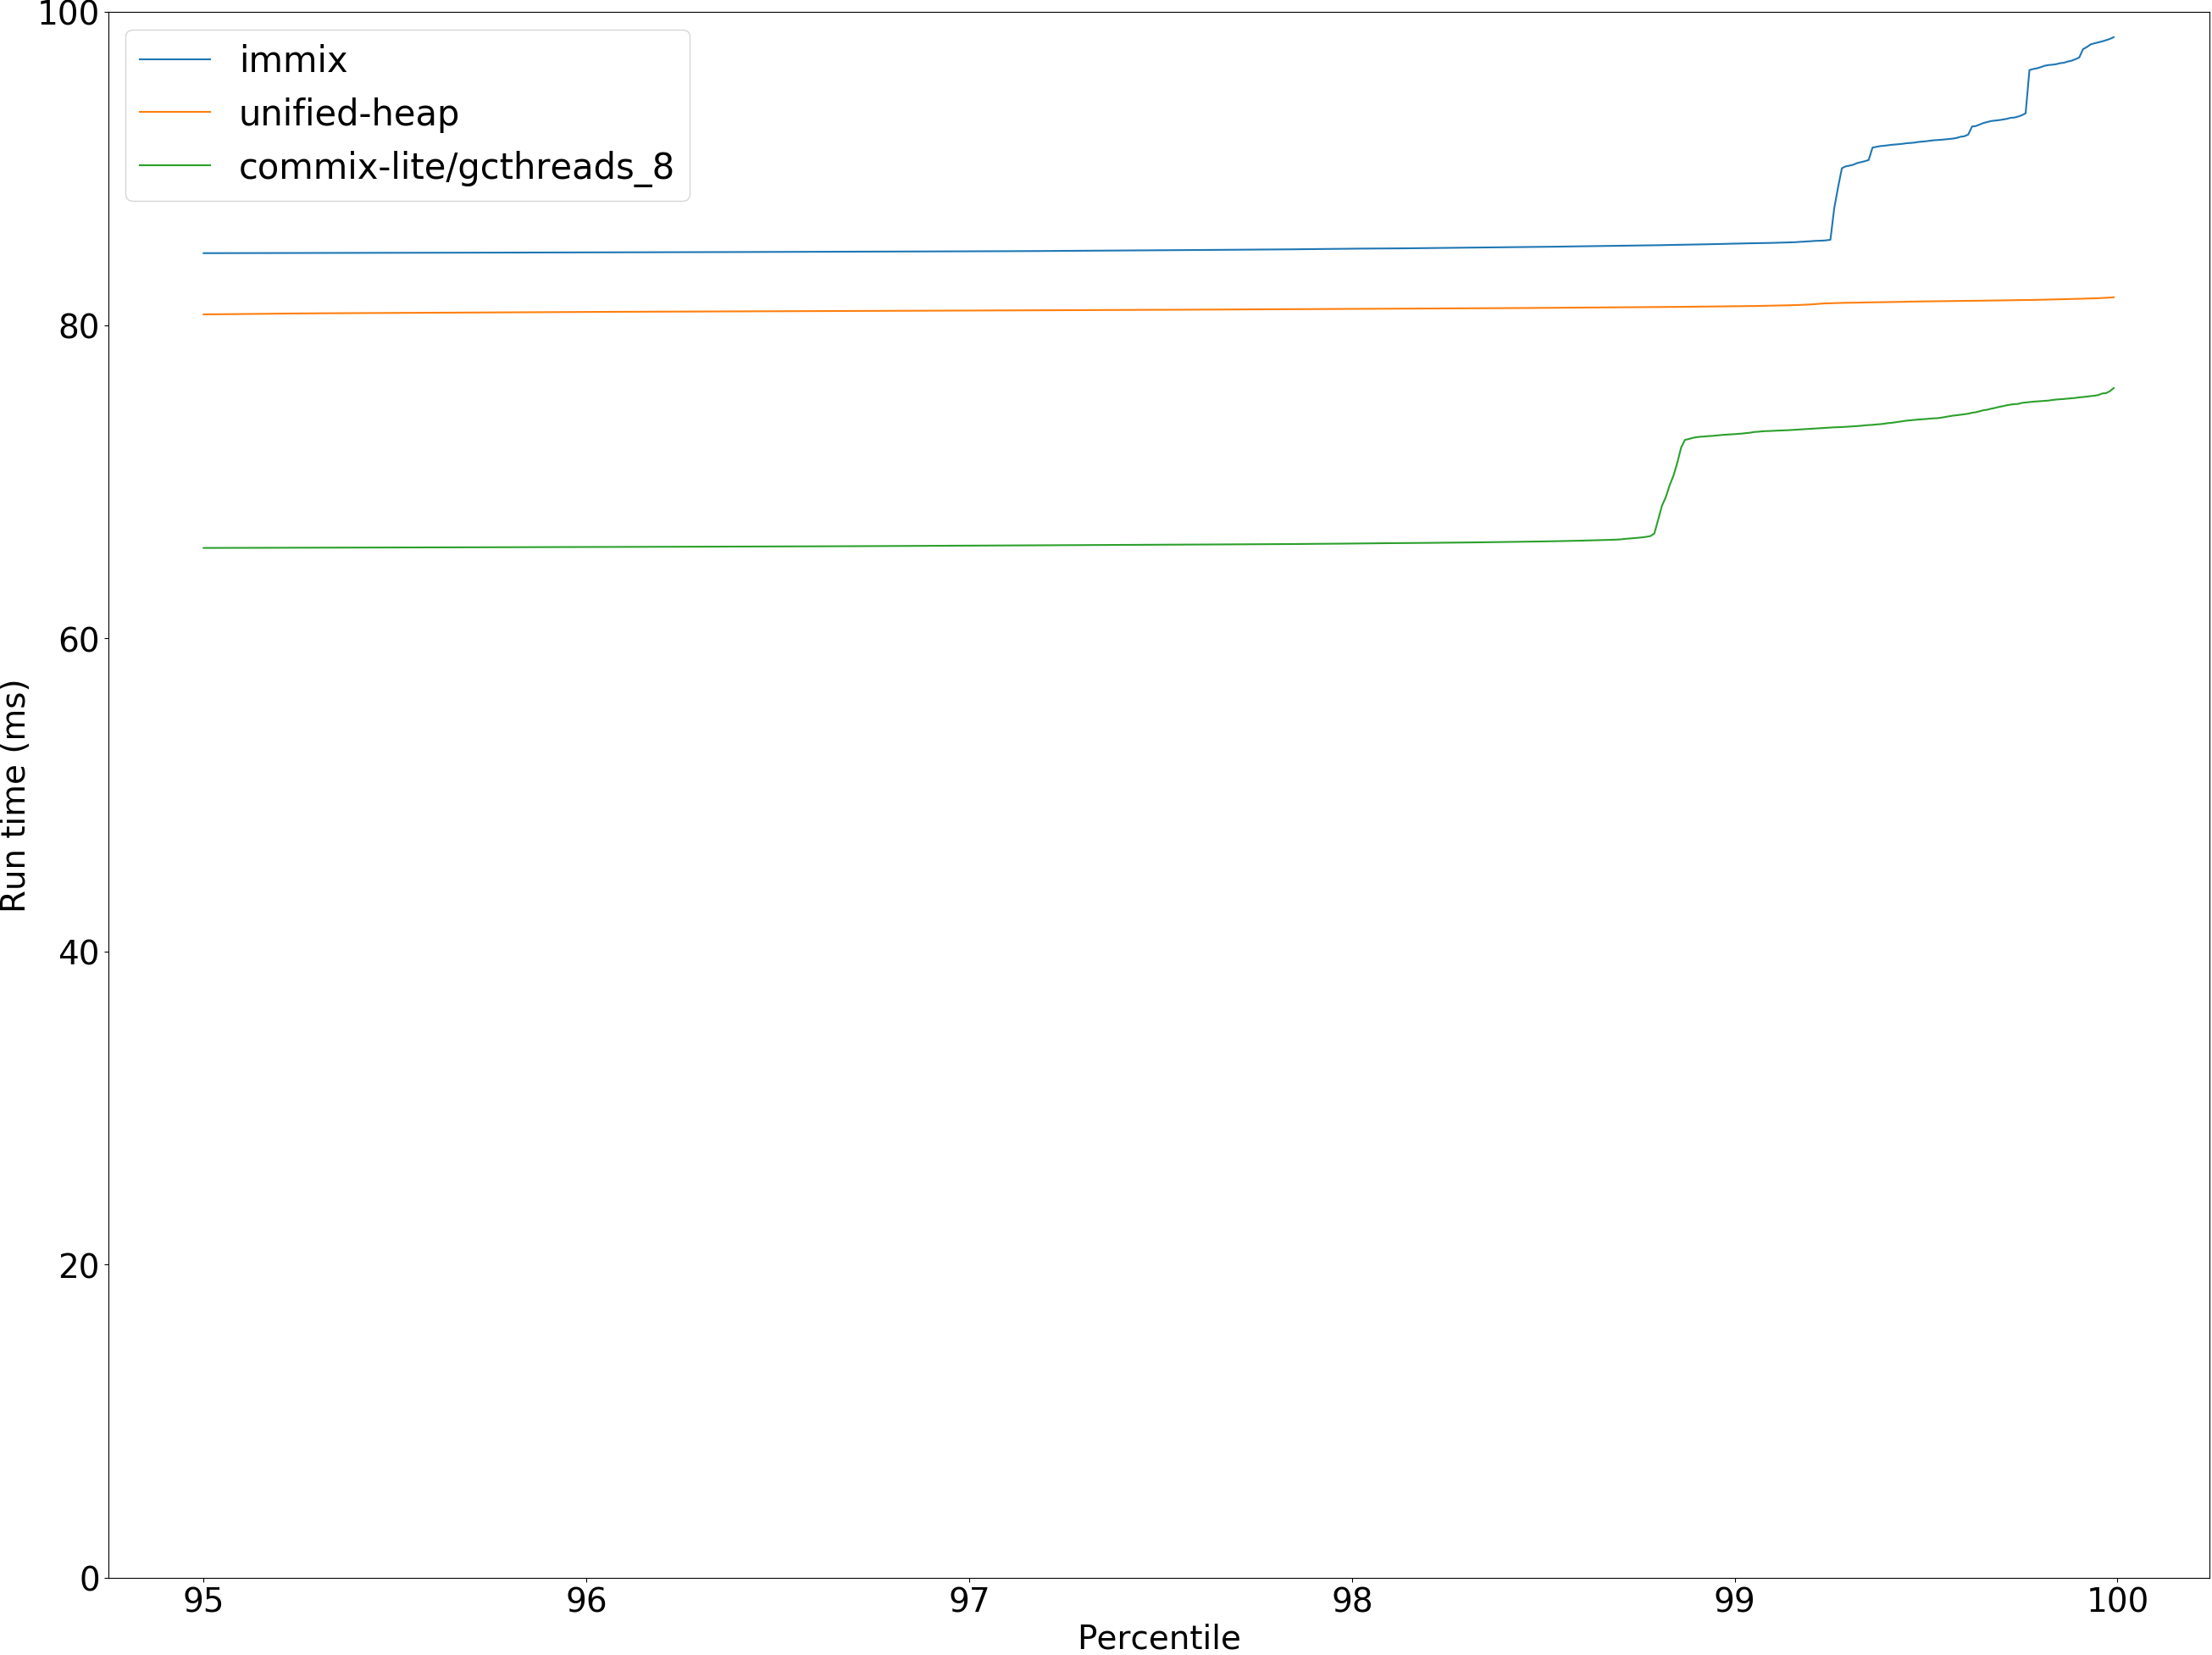 immix
unified-heap
commix-lite/gcthreads_8
100
80
60
40
20
0
Run time (ms)
95 96 97 98 99 100
Percentile